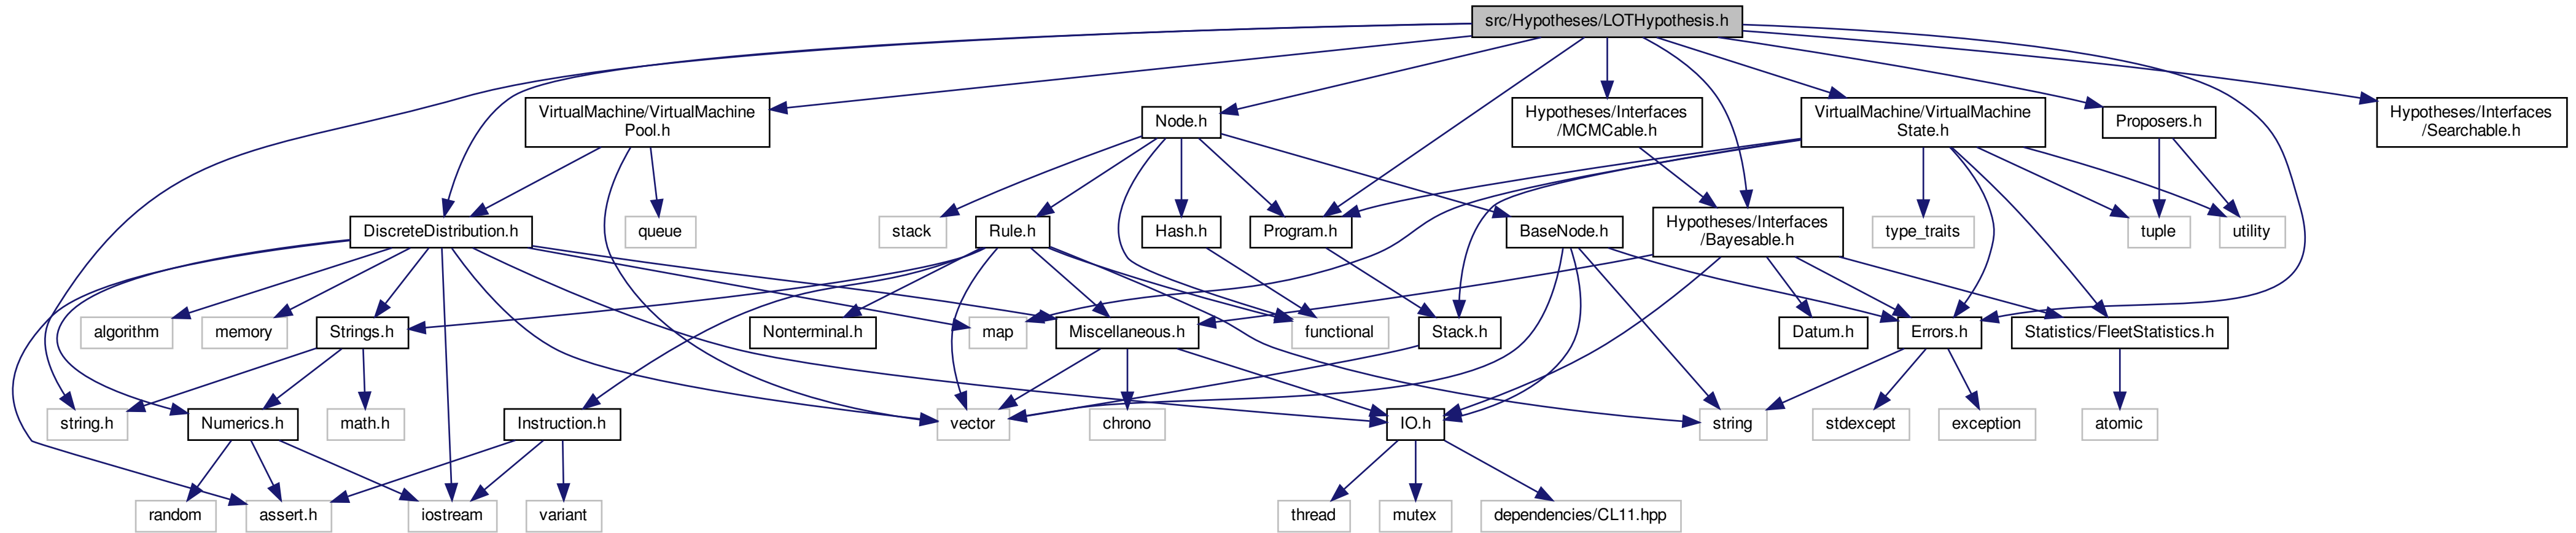 src/Hypotheses/LOTHypothesis.h
VirtualMachine/VirtualMachine
Pool.h
Node.h
Hypotheses/Interfaces
/MCMCable.h
VirtualMachine/VirtualMachine
State.h
Proposers.h
Hypotheses/Interfaces
/Searchable.h
DiscreteDistribution.h
queue
stack
Rule.h
Hash.h
Program.h
BaseNode.h
Hypotheses/Interfaces
/Bayesable.h
type_traits
tuple
utility
algorithm
memory
Strings.h
Nonterminal.h
map
Miscellaneous.h
functional
Stack.h
Datum.h
Errors.h
Statistics/FleetStatistics.h
string.h
Numerics.h
math.h
Instruction.h
vector
chrono
IO.h
string
stdexcept
exception
atomic
random
assert.h
iostream
variant
thread
mutex
dependencies/CL11.hpp